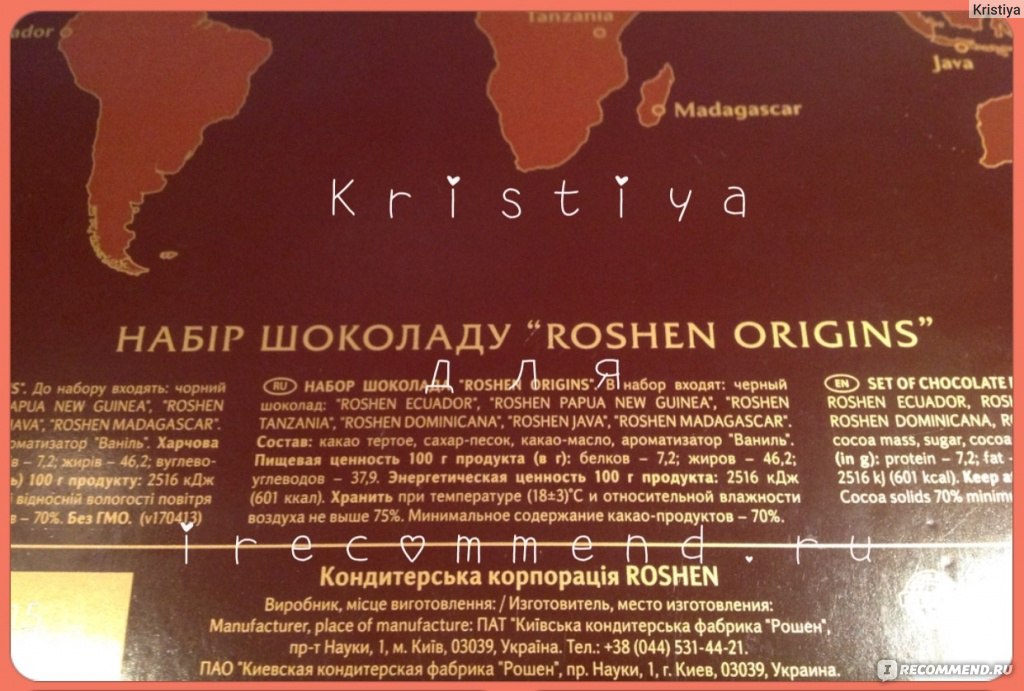 Kristiya
ador
Tanzania
Java
Madagascar
Kristiya
НАБІР ШОКОЛАДУ "ROSHEN ORIGINS"
для
До набору входять: чорний
PAPUA NEW GUINEA", "ROSHEN
JAVA", "ROSHEN MADAGASCAR".
оматизатор "Ваніль". Харчова
в – 7,2; жирів – 46,2; вуглево-
ь) 100 г продукту: 2516 кДж
відносній вологості повітря
– 70%. Без ГМО. (v170413)
RU НАБОР ШОКОЛАДА "ROSHEN ORIGINS". В набор входят: черный
шоколад: "ROSHEN ECUADOR", "ROSHEN PAPUA NEW GUINEA", "ROSHEN
TANZANIA", "ROSHEN DOMINICANA", "ROSHEN JAVA", "ROSHEN MADAGASCAR".
Состав: какао тертое, сахар-песок, какао-масло, ароматизатор "Ваниль".
Пищевая ценность 100 г продукта (в г): белков – 7,2; жиров – 46,2;
углеводов – 37,9. Энергетическая ценность 100 г продукта: 2516 кДж
(601 ккал). Хранить при температуре (18±3)°С и относительной влажности
воздуха не выше 75%. Минимальное содержание какао-продуктов – 70%.
EN SET OF CHOCOLATE
ROSHEN ECUADOR, ROSH
ROSHEN DOMINICANA, R
cocoa mass, sugar, cocoa
(in g): protein – 7,2; fat –
2516 kJ (601 kcal). Keep a
Cocoa solids 70% minim
irecommend.ru
Кондитерська корпорація ROSHEN
Виробник, місце виготовлення: / Изготовитель, место изготовления:
Manufacturer, place of manufacture: ПАТ "Київська кондитерська фабрика "Рошен",
пр-т Науки, 1, м. Київ, 03039, Україна. Тел.: +38 (044) 531-44-21.
ПАО "Киевская кондитерская фабрика "Рошен", пр. Науки, 1, г. Киев, 03039, Украина.
IRECOMMEND.RU